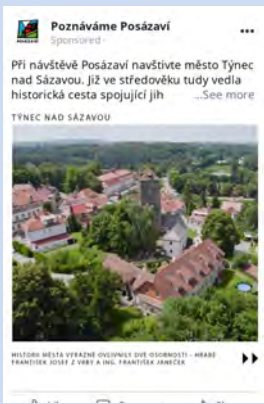 Poznáváme Posázaví
Sponsored ·
Při návštěvě Posázaví navštivte město Týnec
nad Sázavou. Již ve středověku tudy vedla
historická cesta spojující jih ...See more
TÝNEC NAD SÁZAVOU
HISTORII MĚSTA VÝRAZNĚ OVLIVNILY DVĚ OSOBNOSTI - HRABĚ
FRANTIŠEK JOSEF Z VRBY A ING. FRANTIŠEK JANEČEK